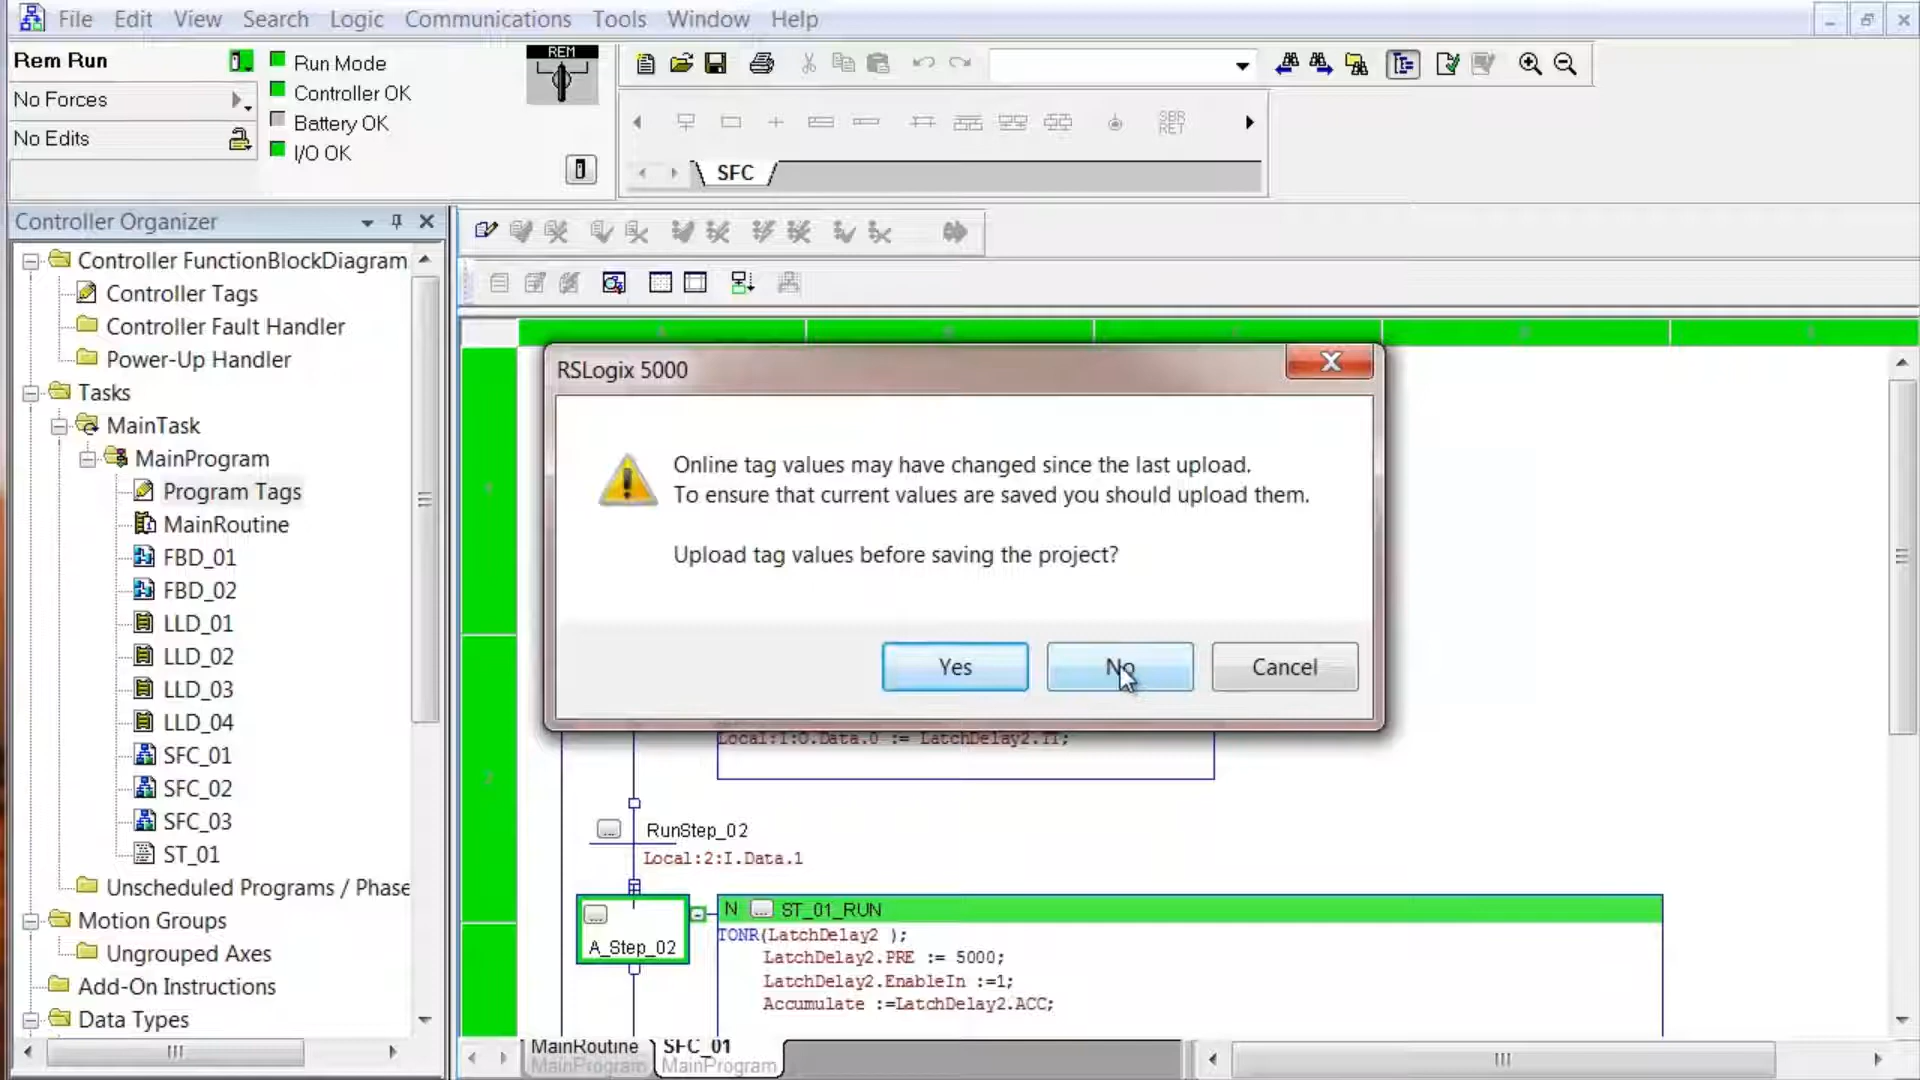 File Edit View Search Logic Communications Tools Window Help
Rem Run
No Forces
No Edits
Run Mode
Controller OK
Battery OK
I/O OK
REM
SBR
RET
SFC
Controller Organizer
Controller FunctionBlockDiagram
Controller Tags
Controller Fault Handler
Power-Up Handler
Tasks
MainTask
MainProgram
Program Tags
MainRoutine
FBD_01
FBD_02
LLD_01
LLD_02
LLD_03
LLD_04
SFC_01
SFC_02
SFC_03
ST_01
Unscheduled Programs / Phase
Motion Groups
Ungrouped Axes
Add-On Instructions
Data Types
RSLogix 5000
Online tag values may have changed since the last upload.
To ensure that current values are saved you should upload them.
Upload tag values before saving the project?
Yes No Cancel
Local:1:O.Data.0 := LatchDelay2.TT;
RunStep_02
Local:2:I.Data.1
A_Step_02
N ST_01_RUN
TONR(LatchDelay2 );
LatchDelay2.PRE := 5000;
LatchDelay2.EnableIn :=1;
Accumulate :=LatchDelay2.ACC;
MainRoutine SFC_01
MainProgram MainProgram